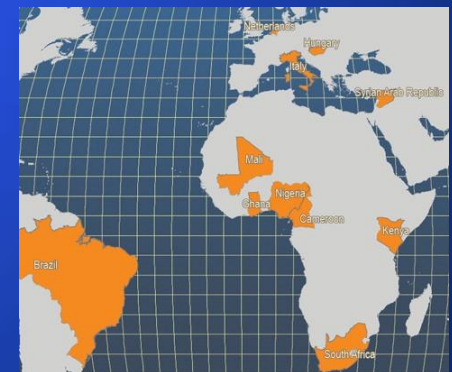 Netherlands
Hungary
Italy
Syrian Arab Republic
Mali
Nigeria
Ghana
Cameroon
Kenya
Brazil
South Africa